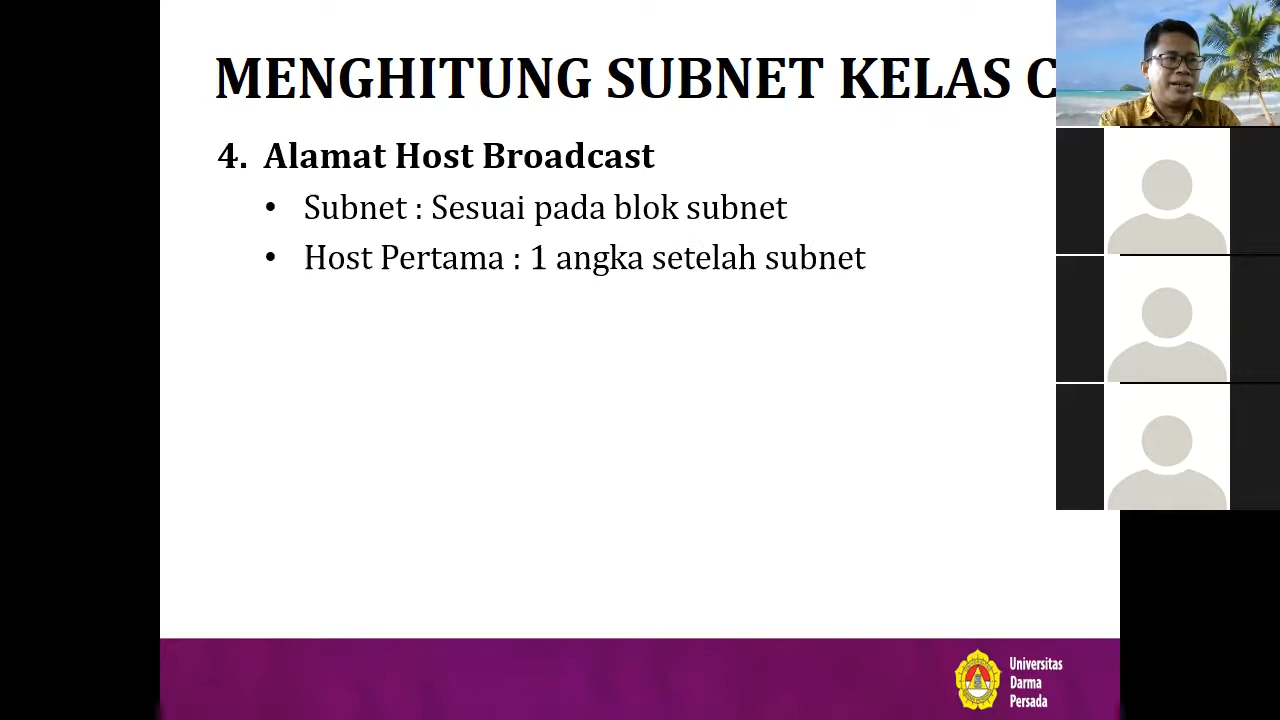 MENGHITUNG SUBNET KELAS C
4. Alamat Host Broadcast
• Subnet : Sesuai pada blok subnet
• Host Pertama : 1 angka setelah subnet
Universitas
Darma
Persada